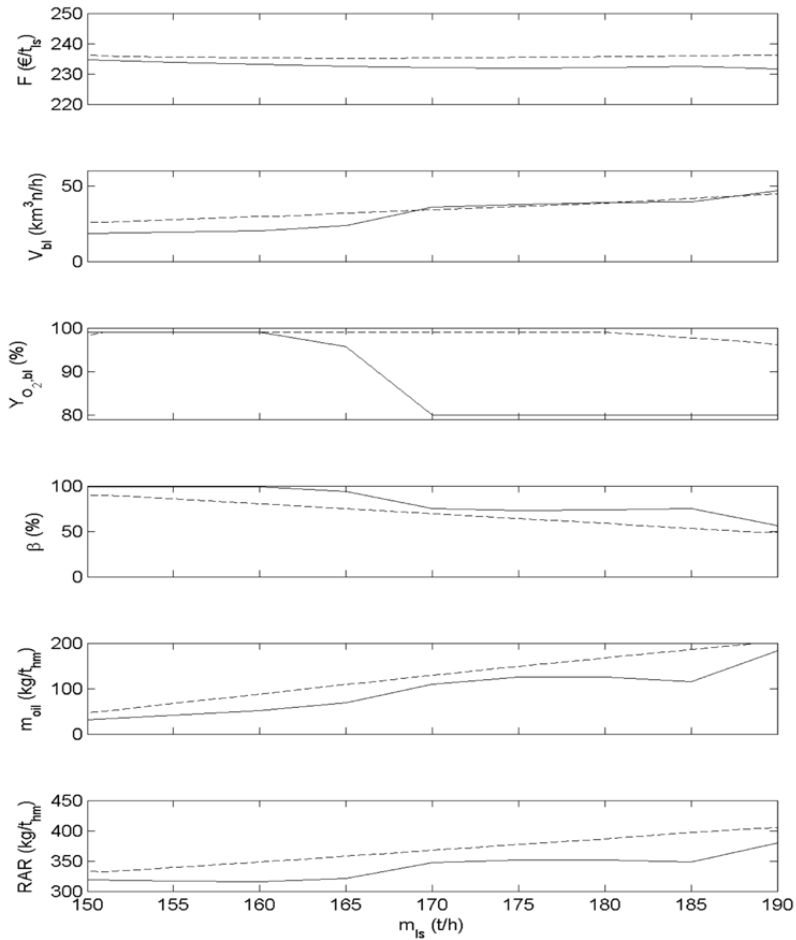 F (€/t_ls)
250
240
230
220
V_bl (km³n/h)
50
0
Y_O₂,bl (%)
100
90
80
β (%)
100
50
0
m_oil (kg/t_hm)
200
100
0
RAR (kg/t_hm)
450
400
350
300
150 155 160 165 170 175 180 185 190
m_ls (t/h)